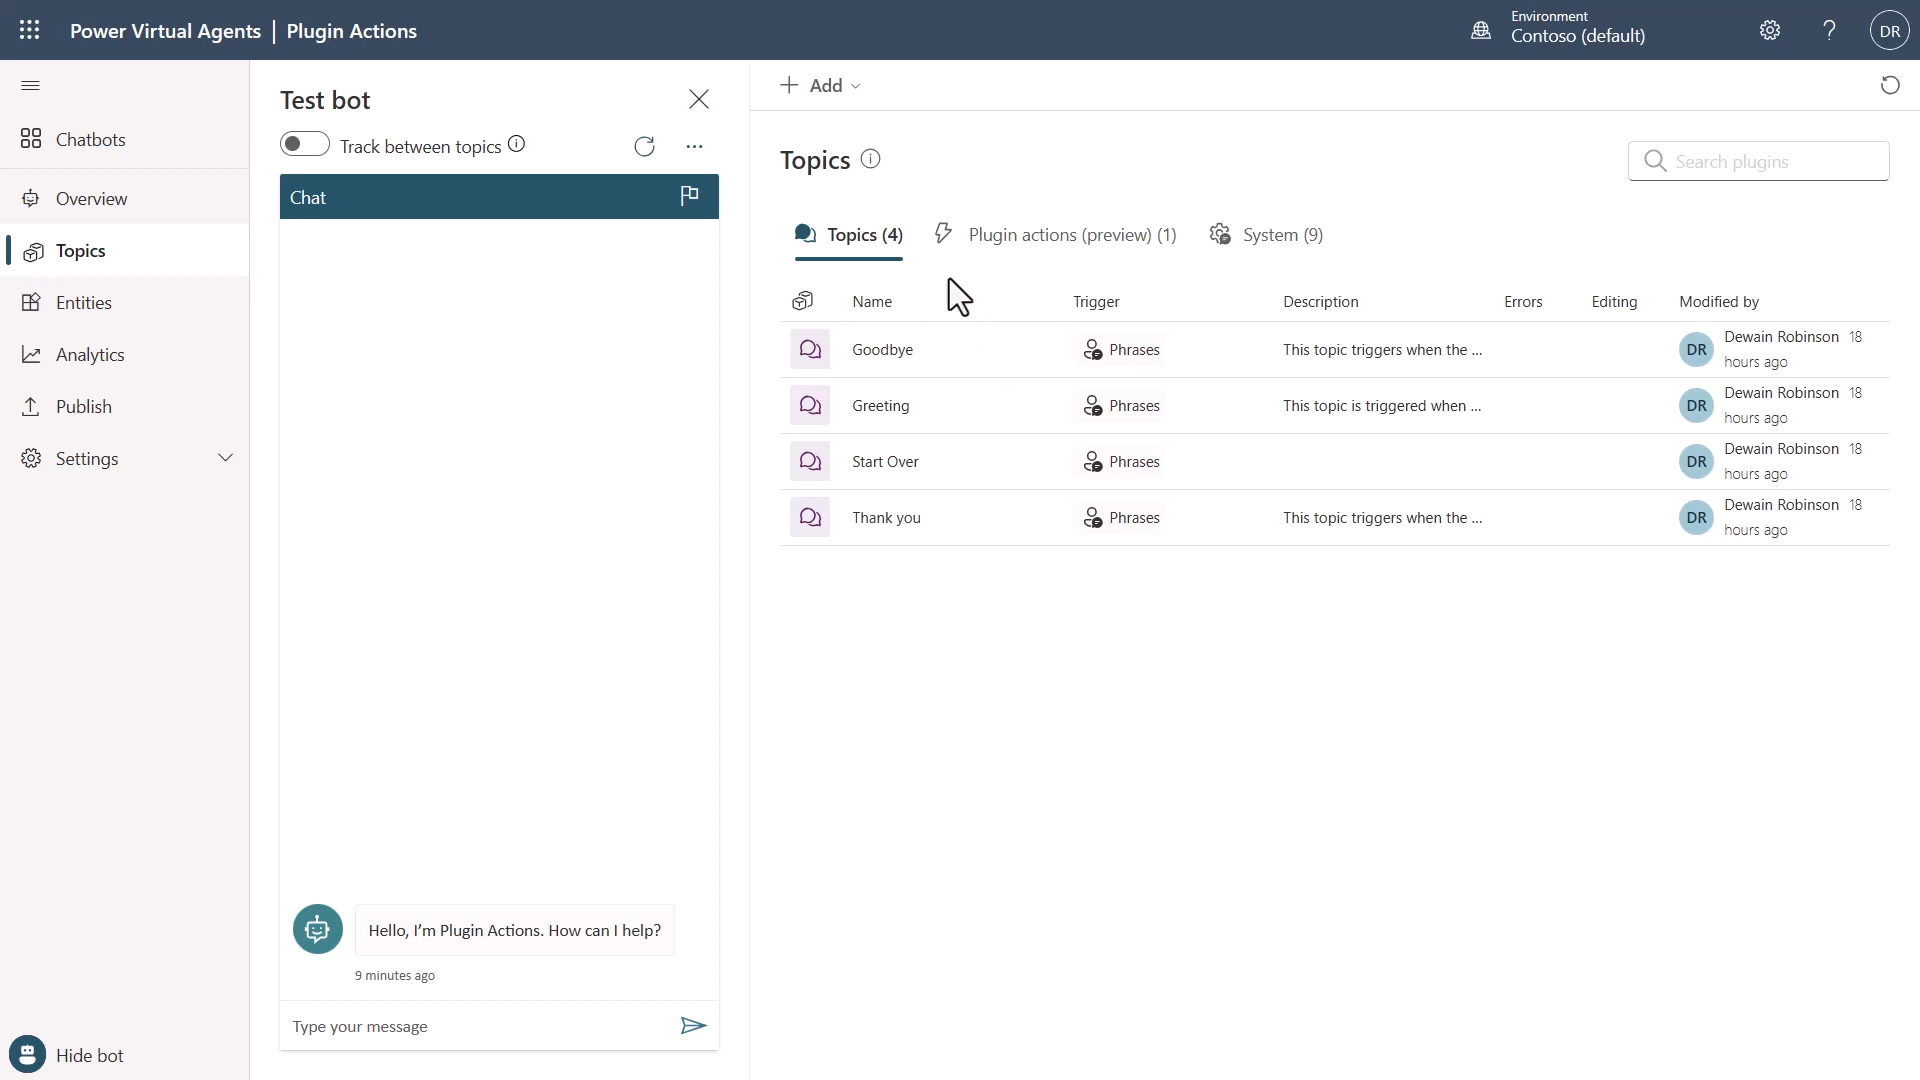 Power Virtual Agents | Plugin Actions
Environment
Contoso (default)
?
DR
Chatbots
Overview
Topics
Entities
Analytics
Publish
Settings
Hide bot
Test bot
Track between topics
Chat
Hello, I'm Plugin Actions. How can I help?
9 minutes ago
Type your message
Add
Topics
Search plugins
Topics (4) Plugin actions (preview) (1) System (9)
Name Trigger Description Errors Editing Modified by
Goodbye Phrases This topic triggers when the ... DR Dewain Robinson 18
hours ago
Greeting Phrases This topic is triggered when ... DR Dewain Robinson 18
hours ago
Start Over Phrases DR Dewain Robinson 18
hours ago
Thank you Phrases This topic triggers when the ... DR Dewain Robinson 18
hours ago